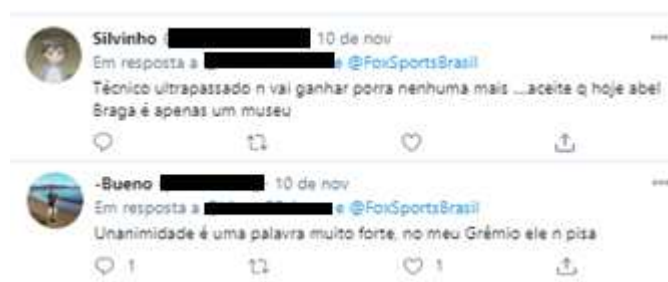 Silvinho 10 de nov
Em resposta a e @FoxSportsBrasil
Técnico ultrapassado n vai ganhar porra nenhuma mais ....aceite q hoje abel
Braga é apenas um museu
-Bueno · 10 de nov
Em resposta a e @FoxSportsBrasil
Unanimidade é uma palavra muito forte, no meu Grêmio ele n pisa
1 1